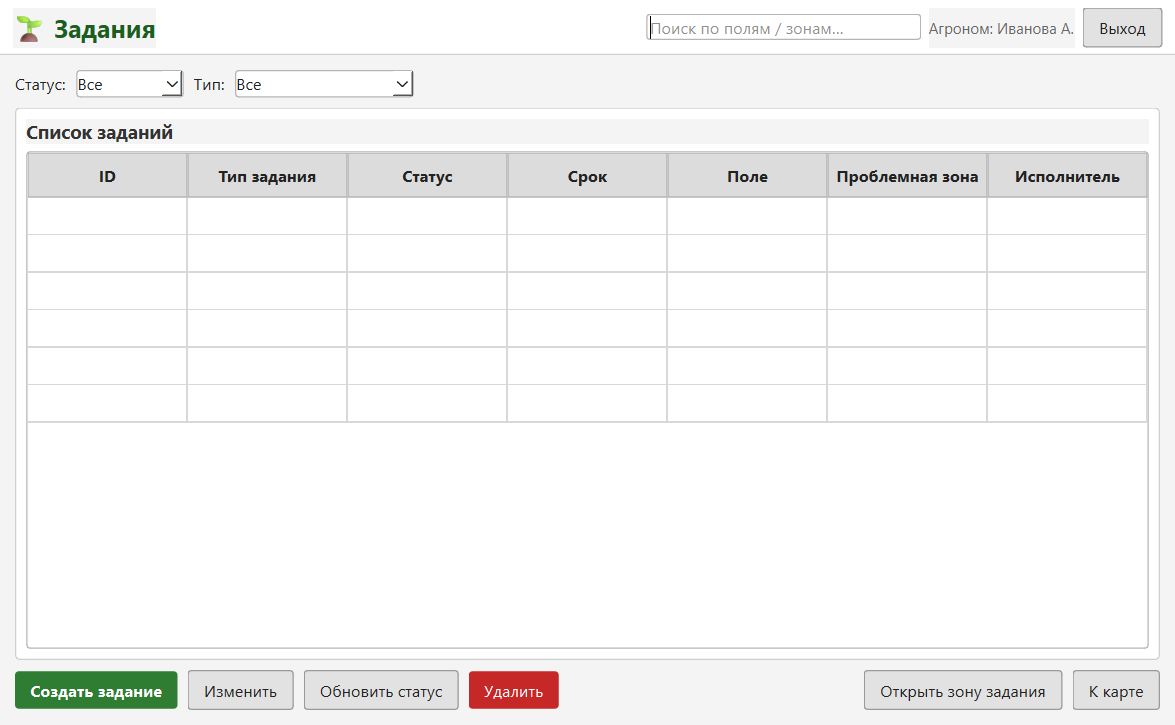 Задания
Поиск по полям / зонам...
Агроном: Иванова А.
Выход
Статус: Все Тип: Все
Список заданий
ID Тип задания Статус Срок Поле Проблемная зона Исполнитель
Создать задание Изменить Обновить статус Удалить Открыть зону задания К карте